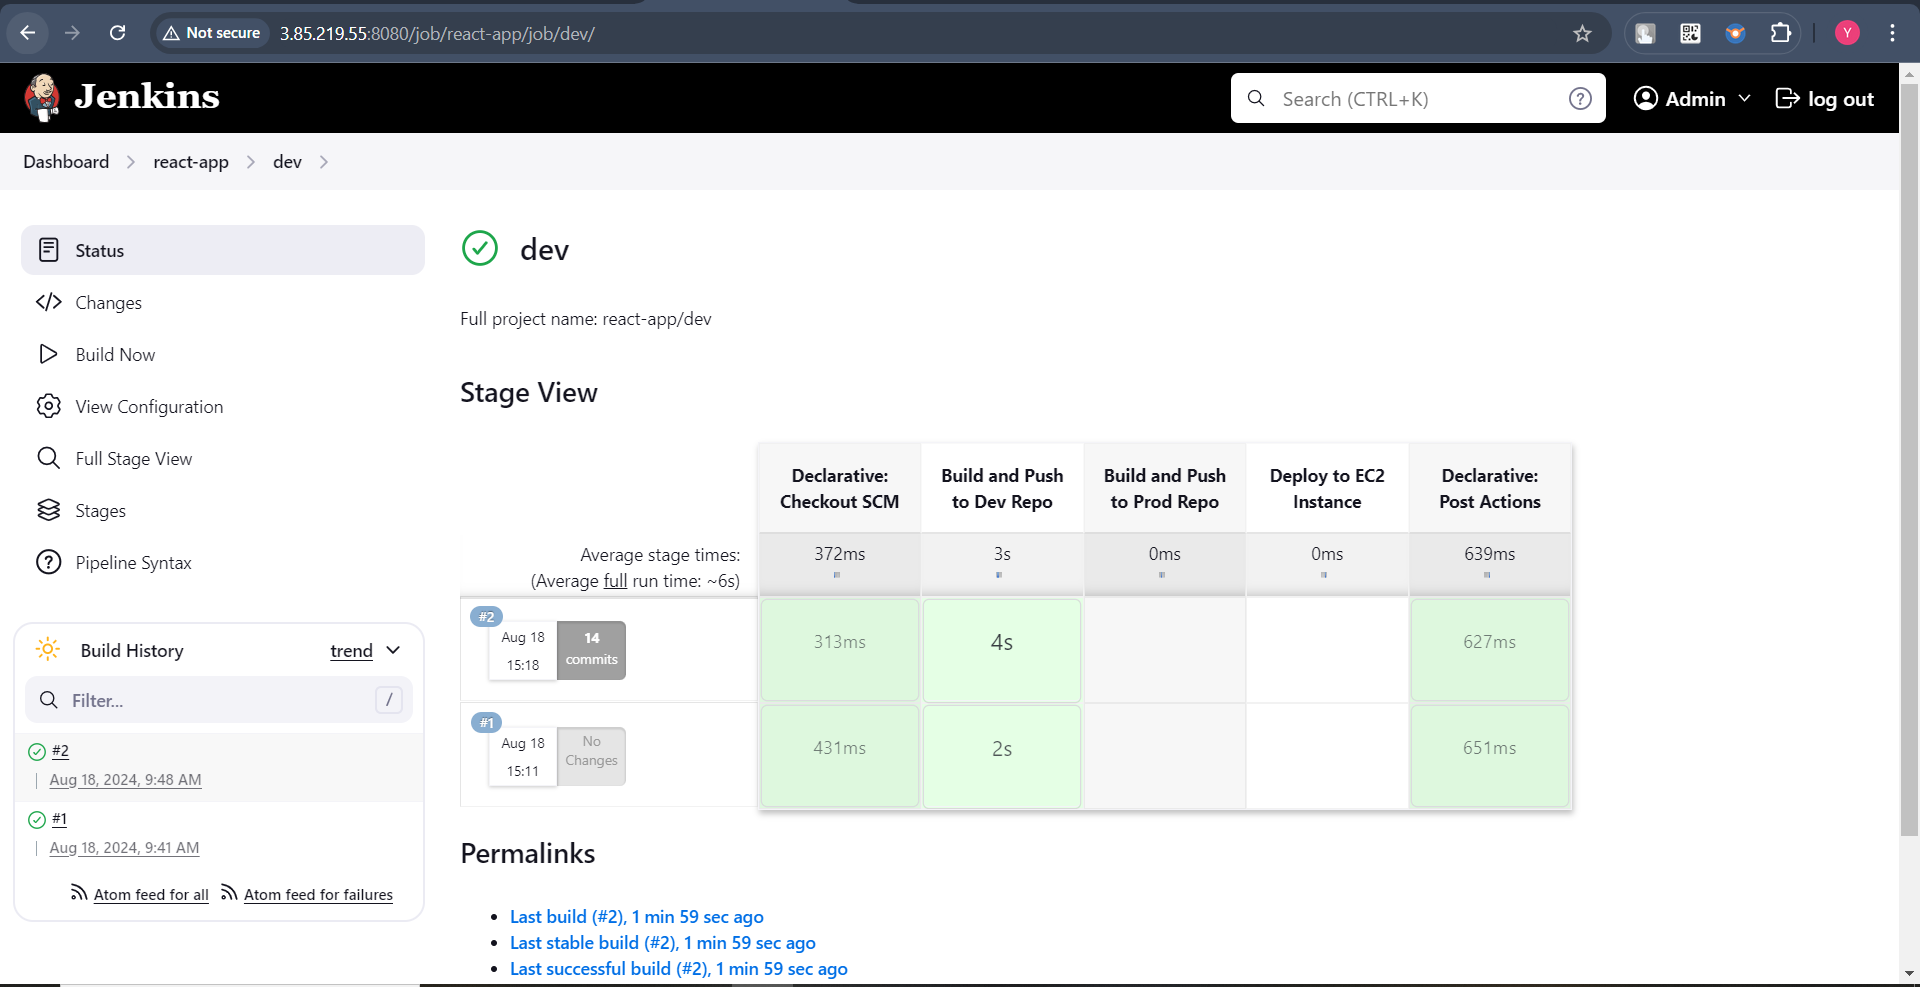 Not secure 3.85.219.55:8080/job/react-app/job/dev/
Y
Jenkins
Search (CTRL+K)
?
Admin
log out
Dashboard
react-app
dev
Status
Changes
Build Now
View Configuration
Full Stage View
Stages
Pipeline Syntax
Build History
trend
Filter...
/
#2
Aug 18, 2024, 9:48 AM
#1
Aug 18, 2024, 9:41 AM
Atom feed for all
Atom feed for failures
dev
Full project name: react-app/dev
Stage View
Declarative:
Checkout SCM
Build and Push
to Dev Repo
Build and Push
to Prod Repo
Deploy to EC2
Instance
Declarative:
Post Actions
Average stage times:
(Average full run time: ~6s)
372ms
3s
0ms
0ms
639ms
#2
Aug 18
15:18
14
commits
313ms
4s
627ms
#1
Aug 18
15:11
No
Changes
431ms
2s
651ms
Permalinks
Last build (#2), 1 min 59 sec ago
Last stable build (#2), 1 min 59 sec ago
Last successful build (#2), 1 min 59 sec ago